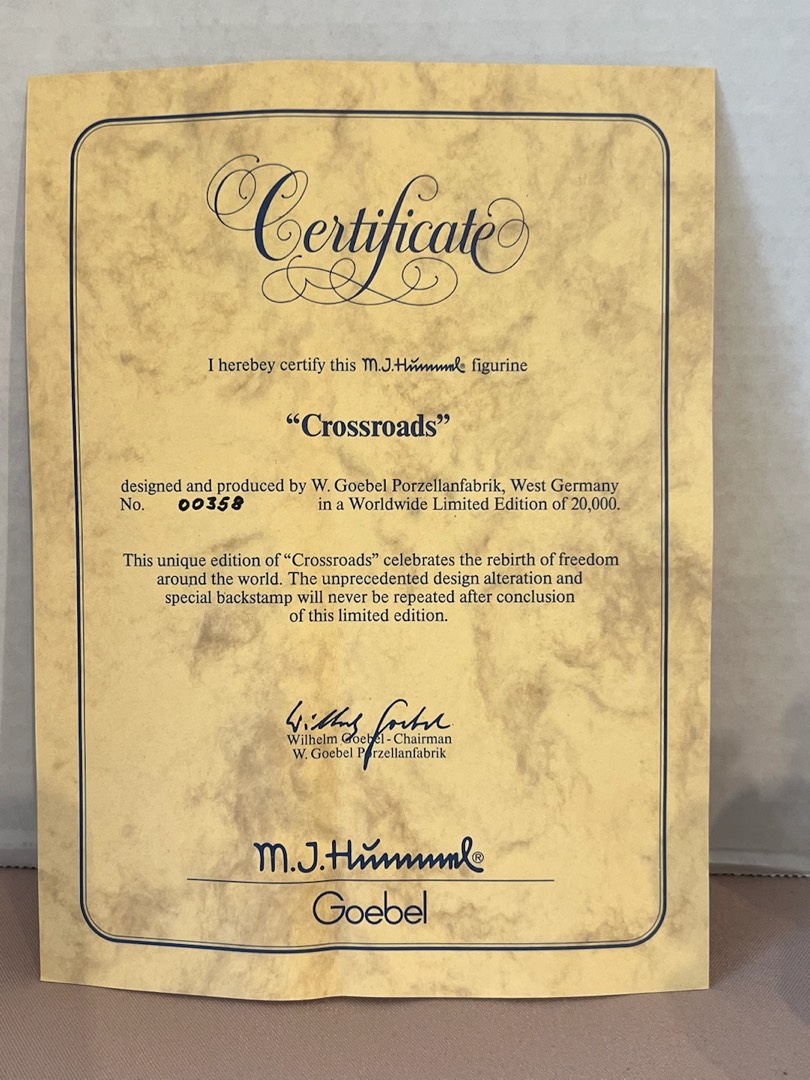 Certificate
I herebey certify this M.J.Hummel® figurine
“Crossroads”
designed and produced by W. Goebel Porzellanfabrik, West Germany
No. 00358 in a Worldwide Limited Edition of 20,000.
This unique edition of “Crossroads” celebrates the rebirth of freedom
around the world. The unprecedented design alteration and
special backstamp will never be repeated after conclusion
of this limited edition.
Wilhelm Goebel
Wilhelm Goebel - Chairman
W. Goebel Porzellanfabrik
M.J.Hummel®
Goebel